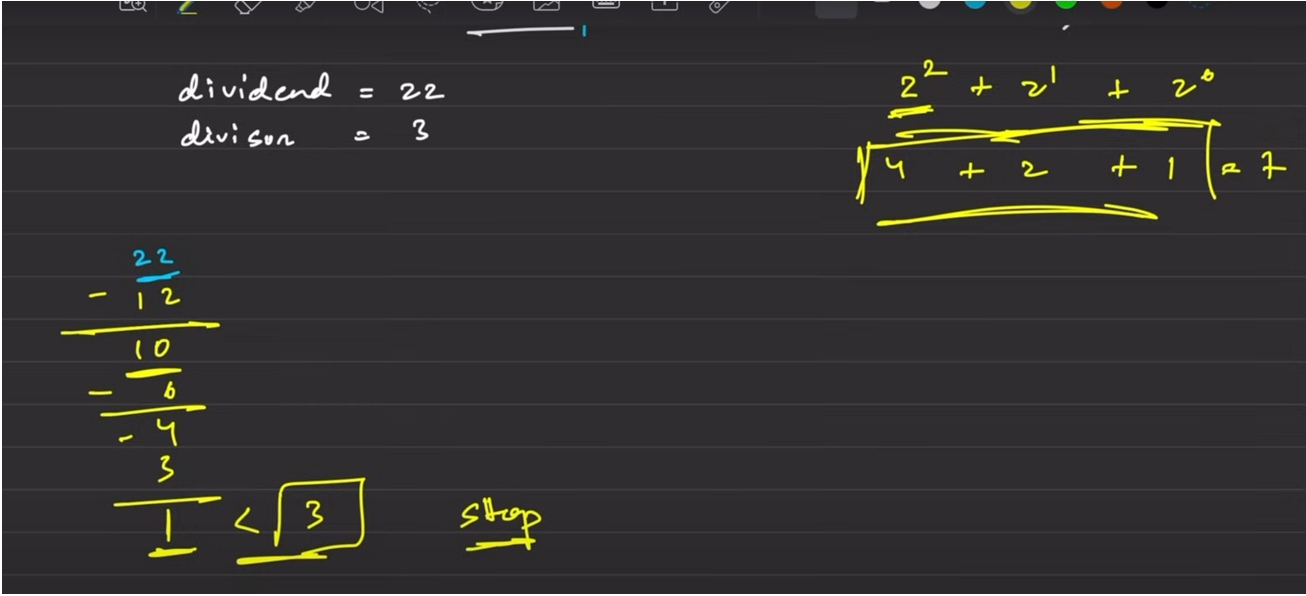 dividend = 22
divison = 3
2² + 2¹ + 2⁰
4 + 2 + 1 = 7
22
- 12
10
- 6
- 4
3
1 < 3
stop